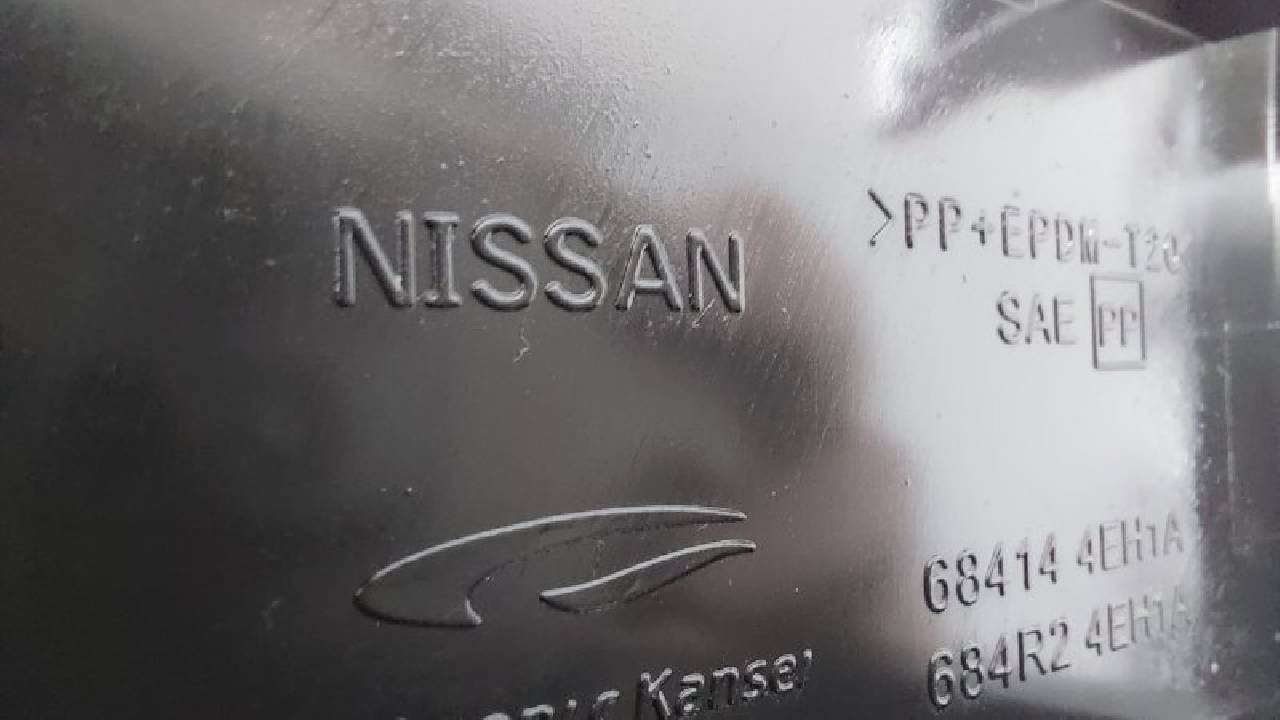 NISSAN
>PP+EPDM-T20
SAE PP
68414 4EH1A
684R2 4EH1A
Kansei